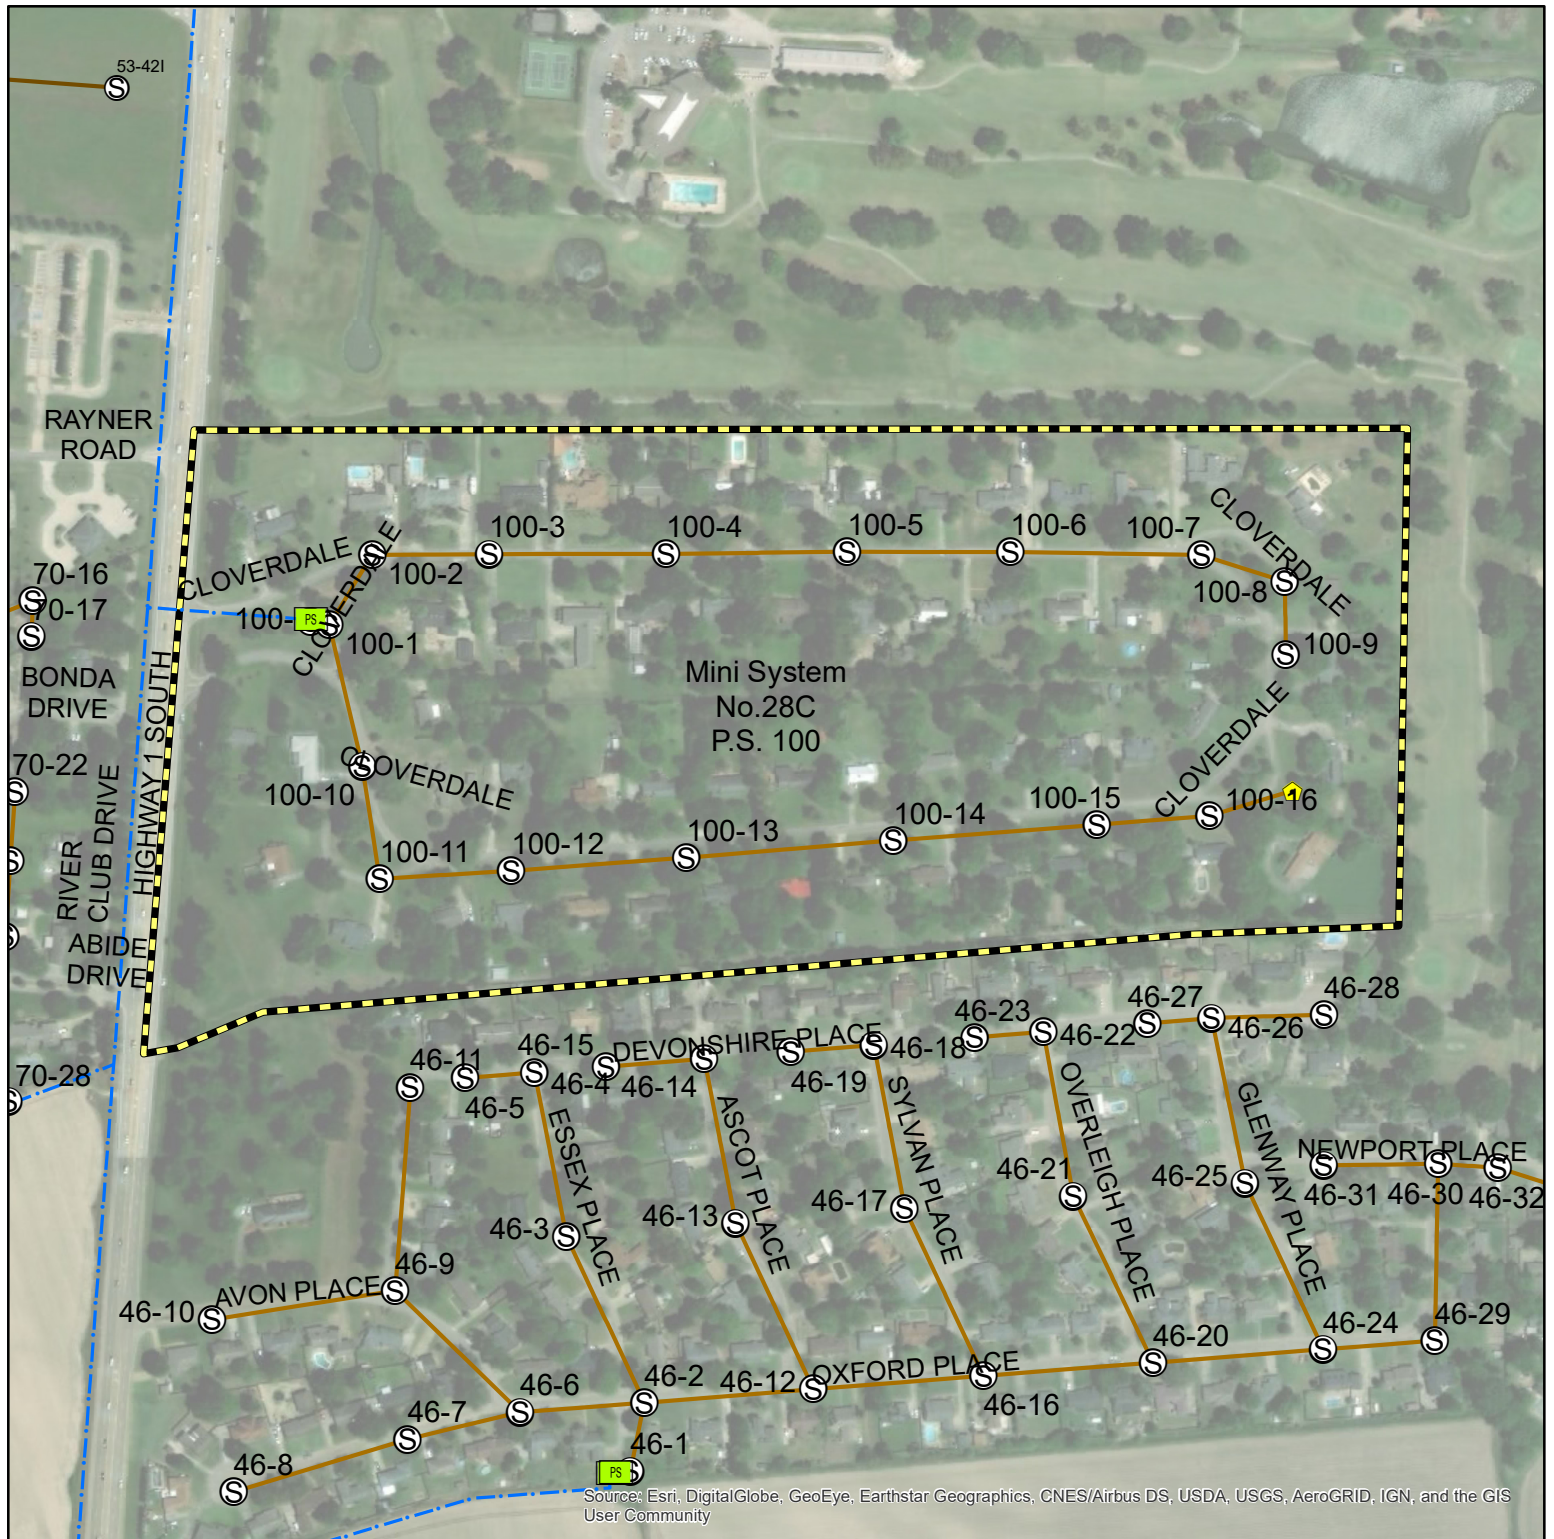 53-42I
RAYNER
ROAD
CLOVERDALE
CLOVERDALE
100-2
100-3
100-4
100-5
100-6
100-7
CLOVERDALE
100-8
100-9
70-16
70-17
100-
PS
100-1
BONDA
DRIVE
Mini System
No.28C
P.S. 100
HIGHWAY 1 SOUTH
CLOVERDALE
CLOVERDALE
70-22
100-10
100-11
100-12
100-13
100-14
100-15
100-16
RIVER
CLUB DRIVE
ABIDE
DRIVE
70-28
46-11
46-15
DEVONSHIRE PLACE
46-18
46-23
46-22
46-27
46-26
46-28
46-5
46-4
46-14
46-19
ESSEX PLACE
ASCOT PLACE
SYLVAN PLACE
OVERLEIGH PLACE
GLENWAY PLACE
NEWPORT PLACE
46-3
46-13
46-17
46-21
46-25
46-31
46-30
46-32
46-9
AVON PLACE
46-10
46-8
46-7
46-6
46-2
46-12
OXFORD PLACE
46-16
46-20
46-24
46-29
46-1
PS
Source: Esri, DigitalGlobe, GeoEye, Earthstar Geographics, CNES/Airbus DS, USDA, USGS, AeroGRID, IGN, and the GIS
User Community